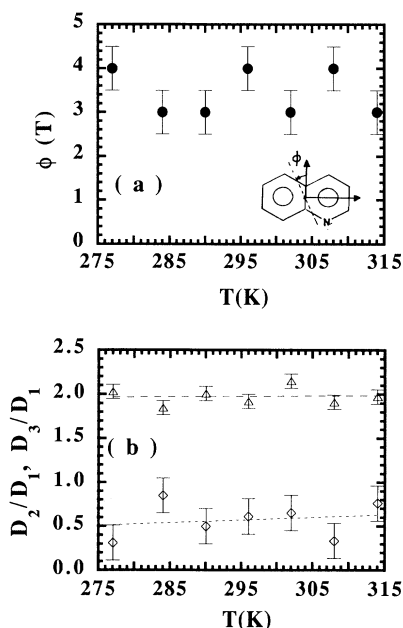 5
4
3
2
1
0
ϕ (T)
( a )
ϕ
N
275 285 295 305 315
T(K)
2.5
2.0
1.5
1.0
0.5
0.0
D₂/D₁, D₃/D₁
( b )
275 285 295 305 315
T(K)